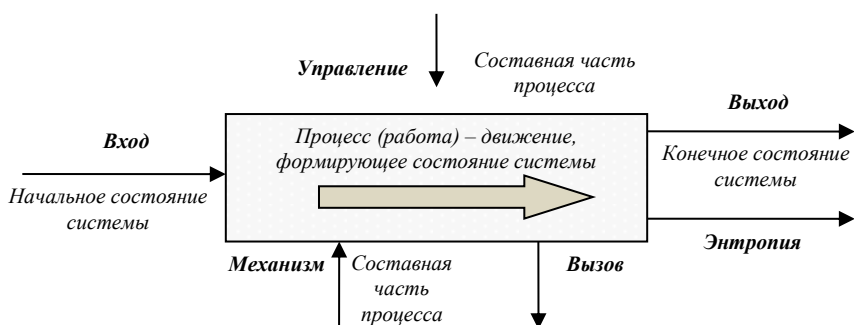 Управление
Составная часть
процесса
Вход
Начальное состояние
системы
Процесс (работа) – движение,
формирующее состояние системы
Выход
Конечное состояние
системы
Энтропия
Механизм
Составная
часть
процесса
Вызов